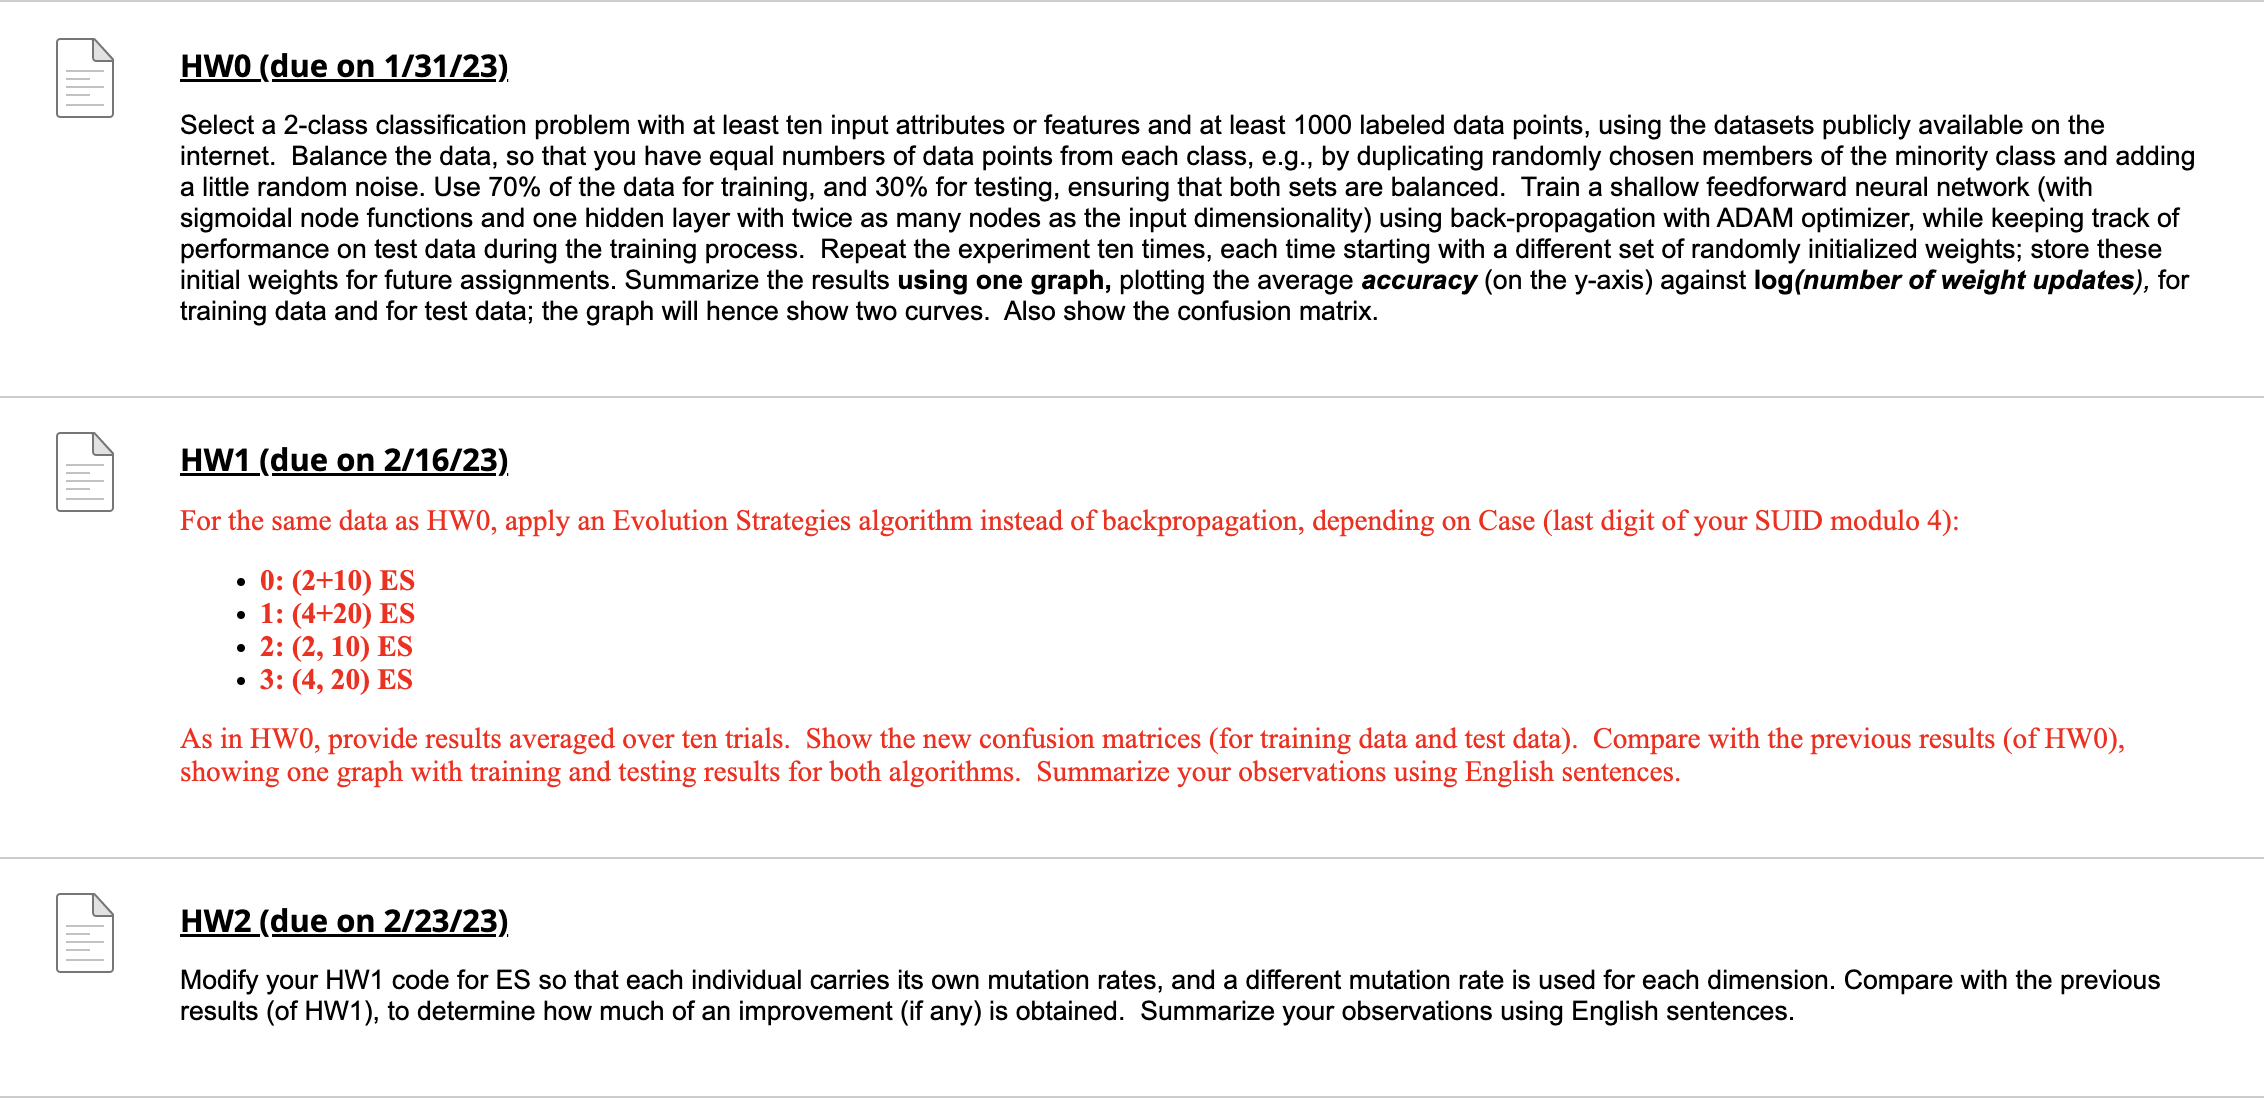 HW0 (due on 1/31/23)
Select a 2-class classification problem with at least ten input attributes or features and at least 1000 labeled data points, using the datasets publicly available on the
internet.  Balance the data, so that you have equal numbers of data points from each class, e.g., by duplicating randomly chosen members of the minority class and adding
a little random noise. Use 70% of the data for training, and 30% for testing, ensuring that both sets are balanced.  Train a shallow feedforward neural network (with
sigmoidal node functions and one hidden layer with twice as many nodes as the input dimensionality) using back-propagation with ADAM optimizer, while keeping track of
performance on test data during the training process.  Repeat the experiment ten times, each time starting with a different set of randomly initialized weights; store these
initial weights for future assignments. Summarize the results using one graph, plotting the average accuracy (on the y-axis) against log(number of weight updates), for
training data and for test data; the graph will hence show two curves.  Also show the confusion matrix.
HW1 (due on 2/16/23)
For the same data as HW0, apply an Evolution Strategies algorithm instead of backpropagation, depending on Case (last digit of your SUID modulo 4):
• 0: (2+10) ES
• 1: (4+20) ES
• 2: (2, 10) ES
• 3: (4, 20) ES
As in HW0, provide results averaged over ten trials.  Show the new confusion matrices (for training data and test data).  Compare with the previous results (of HW0),
showing one graph with training and testing results for both algorithms.  Summarize your observations using English sentences.
HW2 (due on 2/23/23)
Modify your HW1 code for ES so that each individual carries its own mutation rates, and a different mutation rate is used for each dimension. Compare with the previous
results (of HW1), to determine how much of an improvement (if any) is obtained.  Summarize your observations using English sentences.